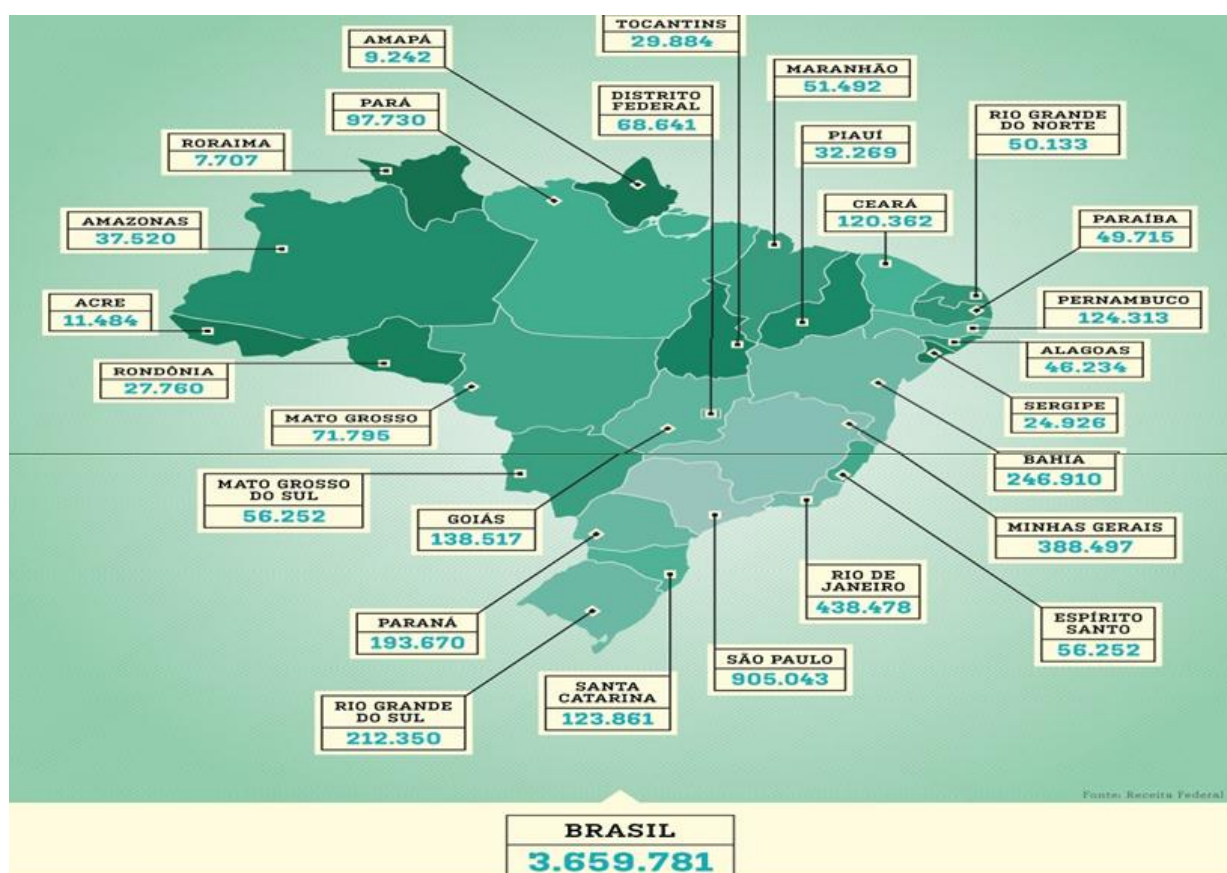 TOCANTINS
29.884
AMAPÁ
9.242
MARANHÃO
51.492
DISTRITO
FEDERAL
68.641
PARÁ
97.730
RIO GRANDE
DO NORTE
50.133
PIAUÍ
32.269
RORAIMA
7.707
CEARÁ
120.362
AMAZONAS
37.520
PARAÍBA
49.715
ACRE
11.484
PERNAMBUCO
124.313
ALAGOAS
46.234
RONDÔNIA
27.760
SERGIPE
24.926
MATO GROSSO
71.795
BAHIA
246.910
MATO GROSSO
DO SUL
56.252
GOIÁS
138.517
MINHAS GERAIS
388.497
RIO DE
JANEIRO
438.478
ESPÍRITO
SANTO
56.252
PARANÁ
193.670
SÃO PAULO
905.043
SANTA
CATARINA
123.861
RIO GRANDE
DO SUL
212.350
Fonte: Receita Federal
BRASIL
3.659.781